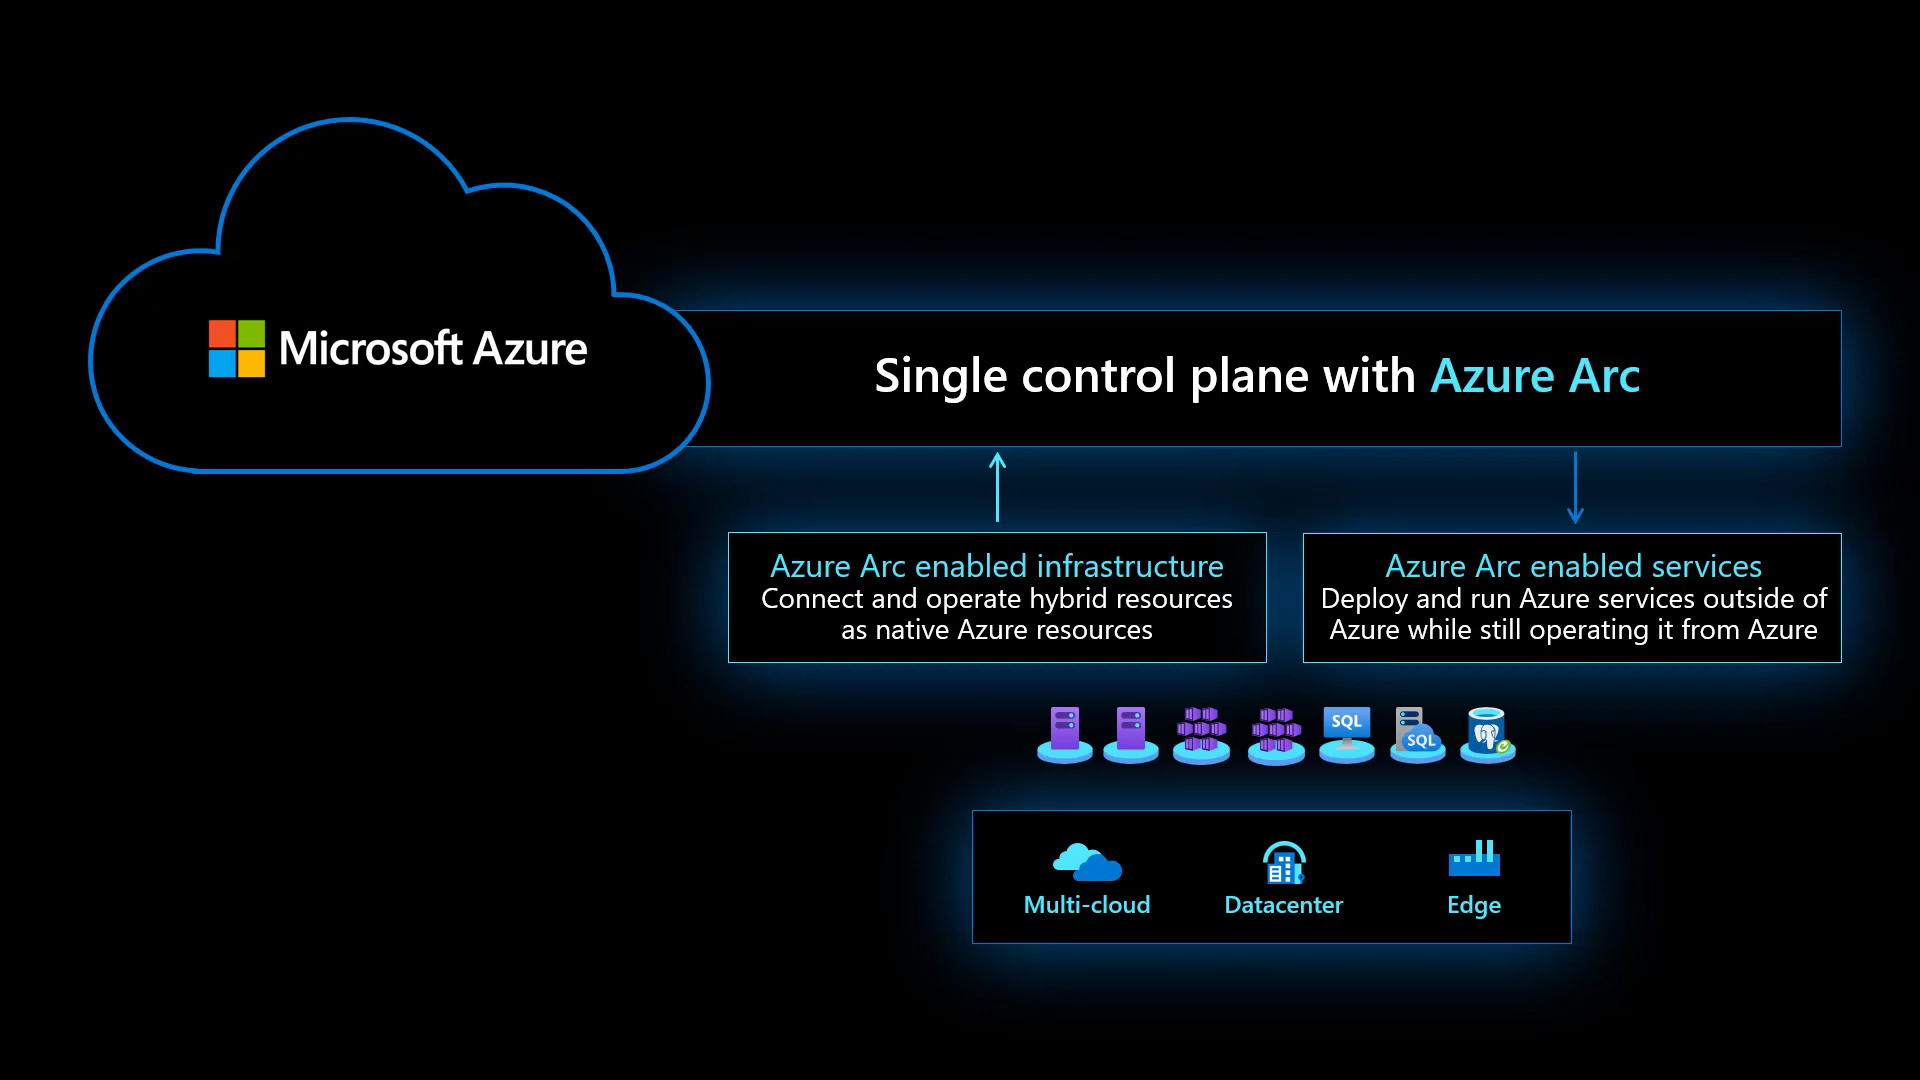 Microsoft Azure
Single control plane with Azure Arc
Azure Arc enabled infrastructure
Connect and operate hybrid resources
as native Azure resources
Azure Arc enabled services
Deploy and run Azure services outside of
Azure while still operating it from Azure
SQL
SQL
Multi-cloud
Datacenter
Edge